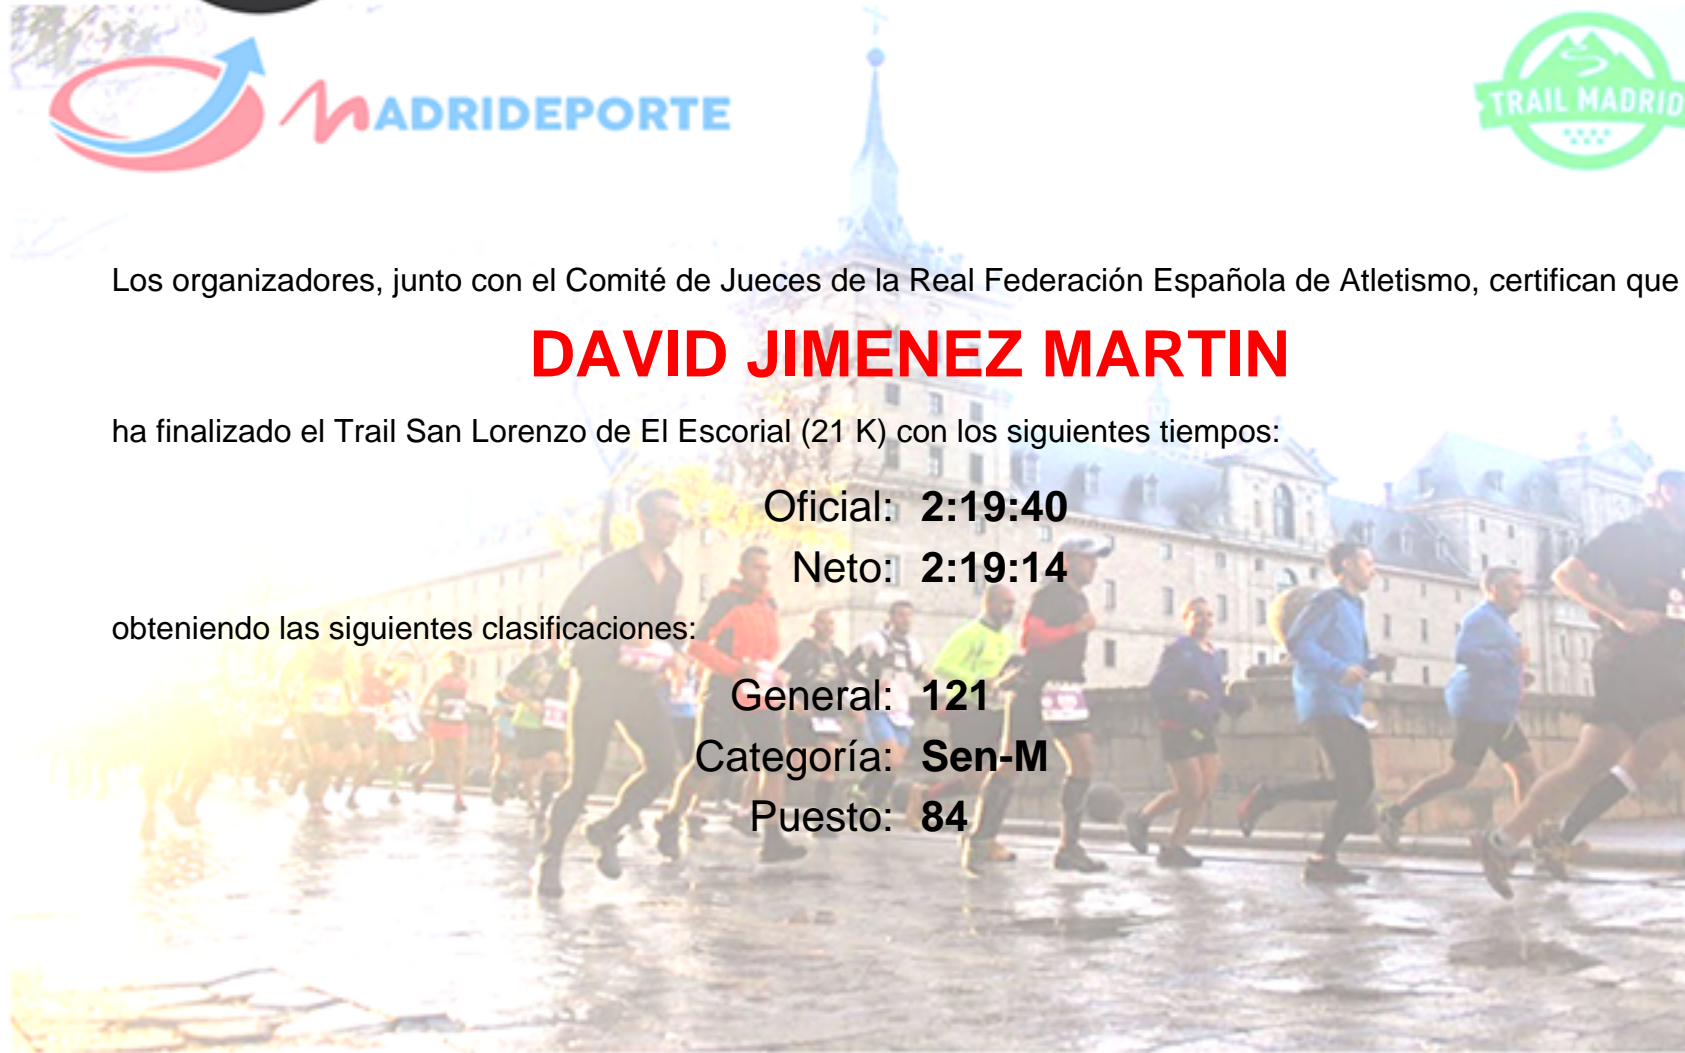 MADRIDEPORTE
TRAIL MADRID
Los organizadores, junto con el Comité de Jueces de la Real Federación Española de Atletismo, certifican que
DAVID JIMENEZ MARTIN
ha finalizado el Trail San Lorenzo de El Escorial (21 K) con los siguientes tiempos:
Oficial: 2:19:40
Neto: 2:19:14
obteniendo las siguientes clasificaciones:
General: 121
Categoría: Sen-M
Puesto: 84